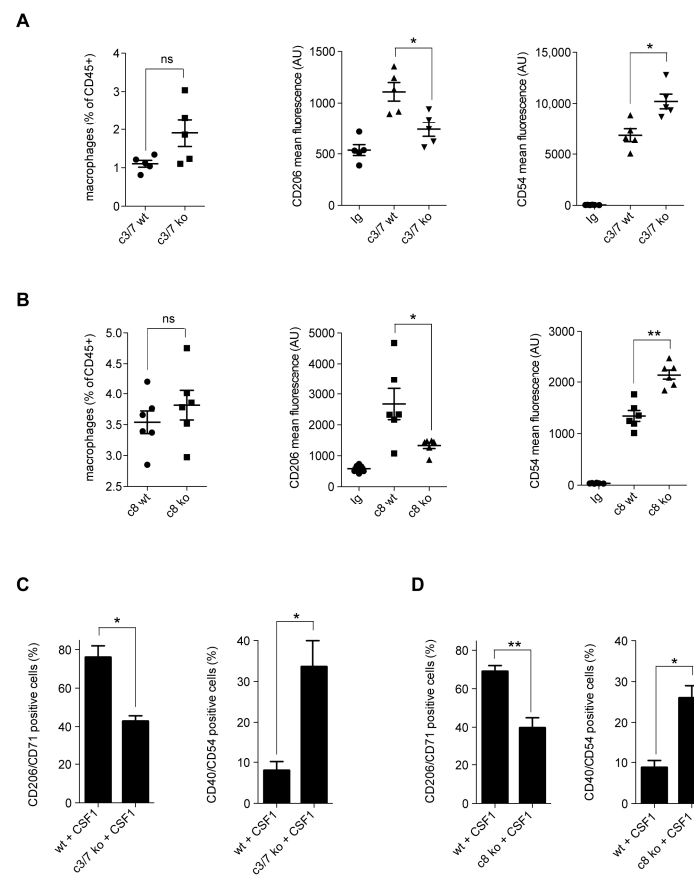 A
macrophages (% of CD45+)
4
3
2
1
0
ns
c3/7 wt
c3/7 ko
CD206 mean fluorescence (AU)
1500
1000
500
0
*
Ig
c3/7 wt
c3/7 ko
CD54 mean fluorescence (AU)
15,000
10,000
5000
0
*
Ig
c3/7 wt
c3/7 ko
B
macrophages (% of CD45+)
5.0
4.5
4.0
3.5
3.0
2.5
ns
c8 wt
c8 ko
CD206 mean fluorescence (AU)
5000
4000
3000
2000
1000
0
*
Ig
c8 wt
c8 ko
CD54 mean fluorescence (AU)
3000
2000
1000
0
**
Ig
c8 wt
c8 ko
C
CD206/CD71 positive cells (%)
80
60
40
20
0
*
wt + CSF1
c3/7 ko + CSF1
CD40/CD54 positive cells (%)
40
30
20
10
0
*
wt + CSF1
c3/7 ko + CSF1
D
CD206/CD71 positive cells (%)
80
60
40
20
0
**
wt + CSF1
c8 ko + CSF1
CD40/CD54 positive cells (%)
40
30
20
10
0
*
wt + CSF1
c8 ko + CSF1